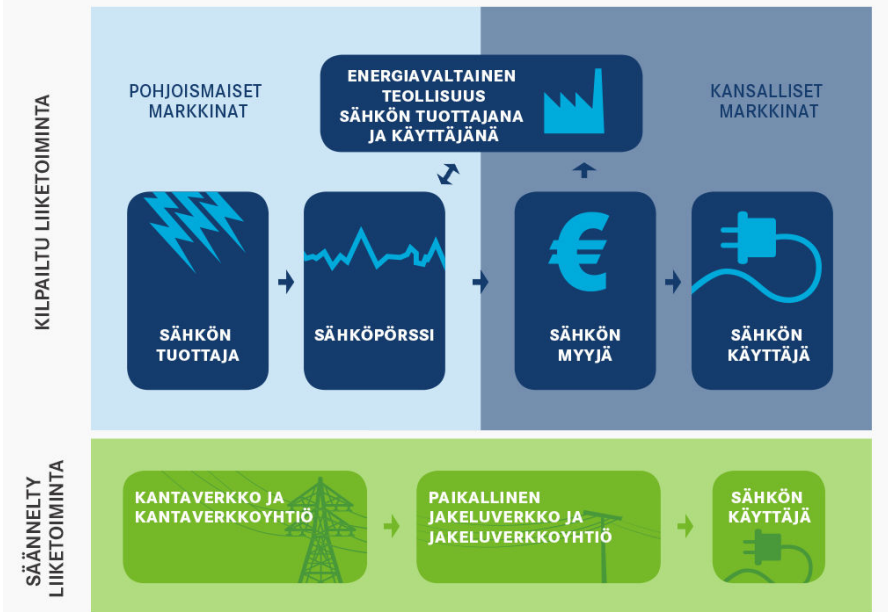 KILPAILTU LIIKETOIMINTA
POHJOISMAISET
MARKKINAT
ENERGIAVALTAINEN
TEOLLISUUS
SÄHKÖN TUOTTAJANA
JA KÄYTTÄJÄNÄ
KANSALLISET
MARKKINAT
SÄHKÖN
TUOTTAJA
SÄHKÖPÖRSSI
€
SÄHKÖN
MYYJÄ
SÄHKÖN
KÄYTTÄJÄ
SÄÄNNELTY
LIIKETOIMINTA
KANTAVERKKO JA
KANTAVERKKOYHTIÖ
PAIKALLINEN
JAKELUVERKKO JA
JAKELUVERKKOYHTIÖ
SÄHKÖN
KÄYTTÄJÄ